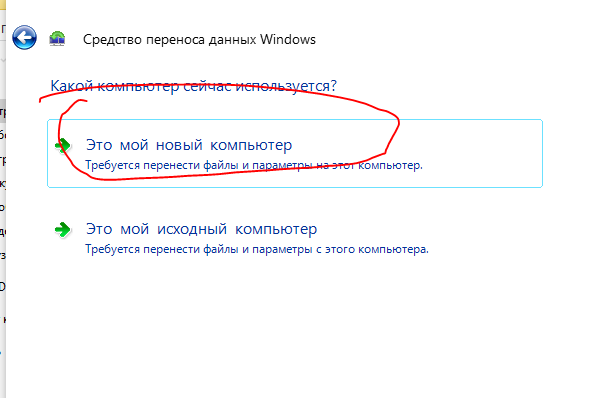 Средство переноса данных Windows
Какой компьютер сейчас используется?
Это мой новый компьютер
Требуется перенести файлы и параметры на этот компьютер.
Это мой исходный компьютер
Требуется перенести файлы и параметры с этого компьютера.